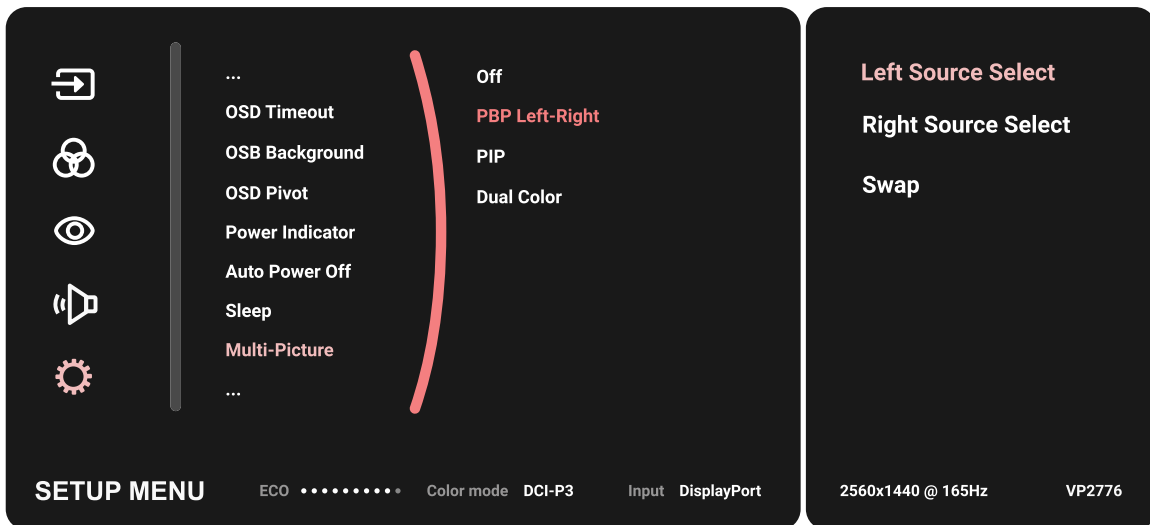 ...
OSD Timeout
OSB Background
OSD Pivot
Power Indicator
Auto Power Off
Sleep
Multi-Picture
...
Off
PBP Left-Right
PIP
Dual Color
Left Source Select
Right Source Select
Swap
SETUP MENU
ECO
Color mode DCI-P3
Input DisplayPort
2560x1440 @ 165Hz
VP2776